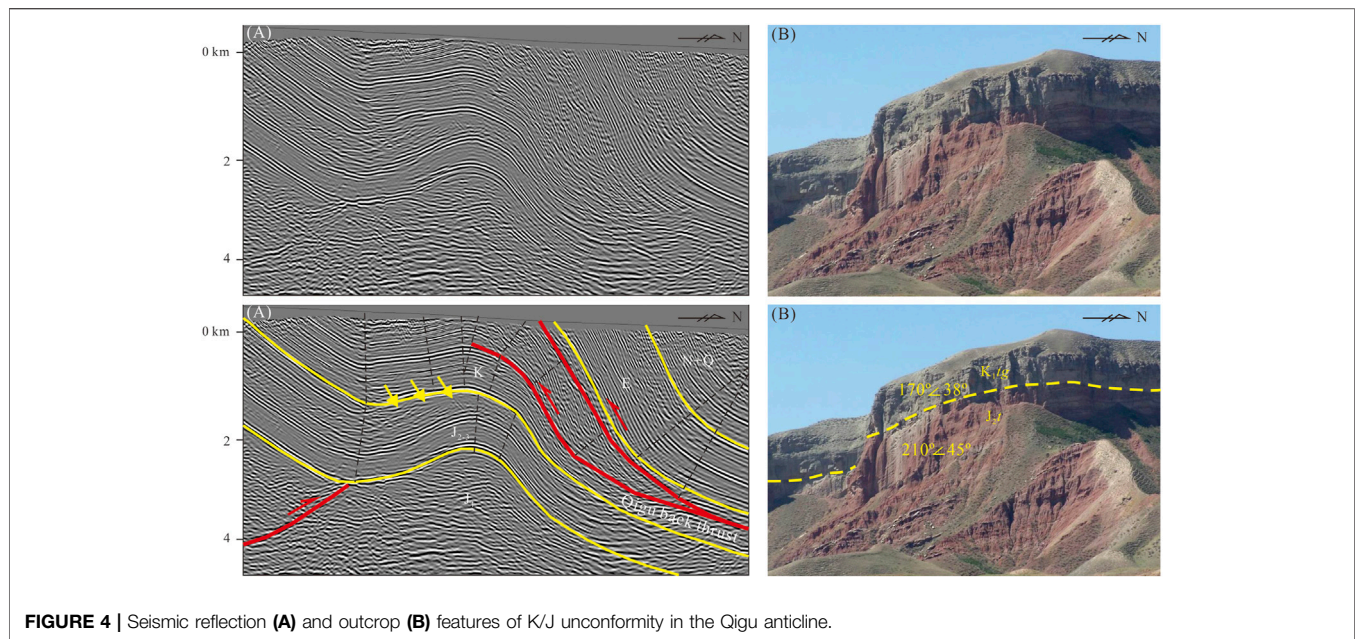 (A)
N
0 km
2
4
(B)
N
(A)
N
0 km
2
4
K
E
N+Q
Qigu back thrust
(B)
N
170°∠38°
210°∠45°
FIGURE 4 | Seismic reflection (A) and outcrop (B) features of K/J unconformity in the Qigu anticline.